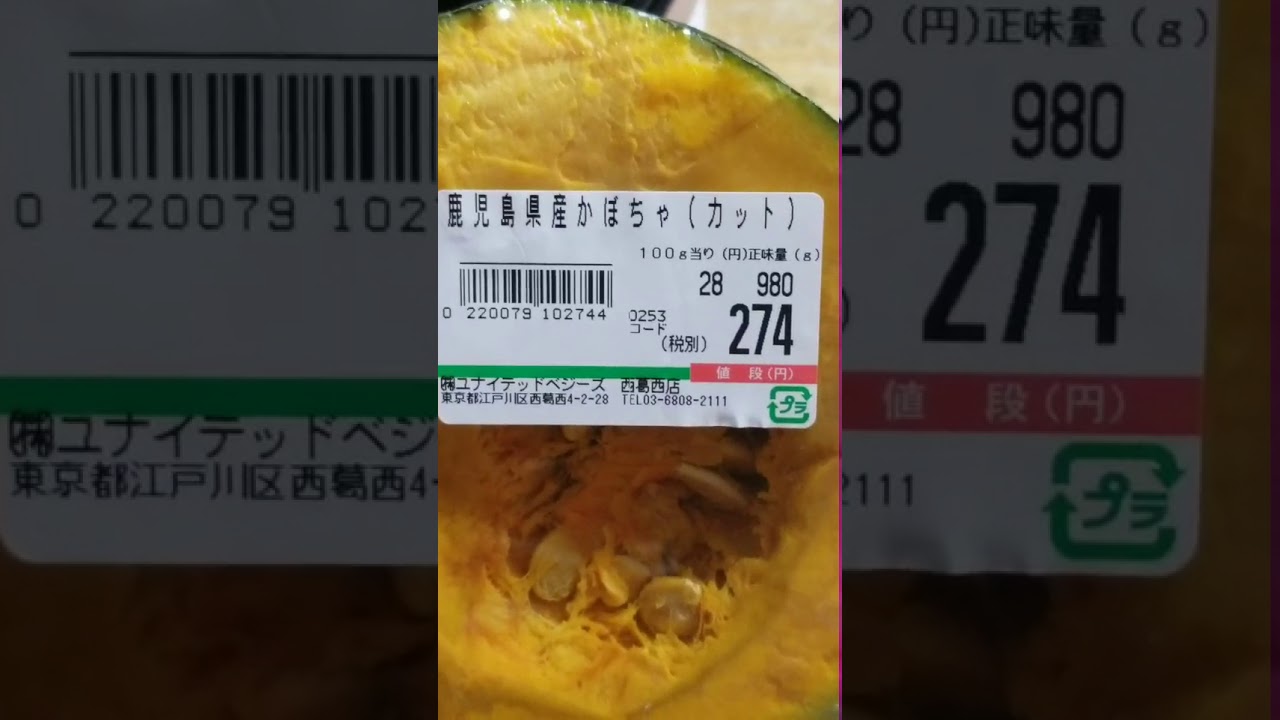 鹿児島県産かぼちゃ(カット)
100g当り(円)正味量(g)
28 980
0 220079 102744
0253
コード
(税別) 274
値 段(円)
㈱ユナイテッドベジーズ 西葛西店
東京都江戸川区西葛西4-2-28 TEL03-6808-2111
プラ